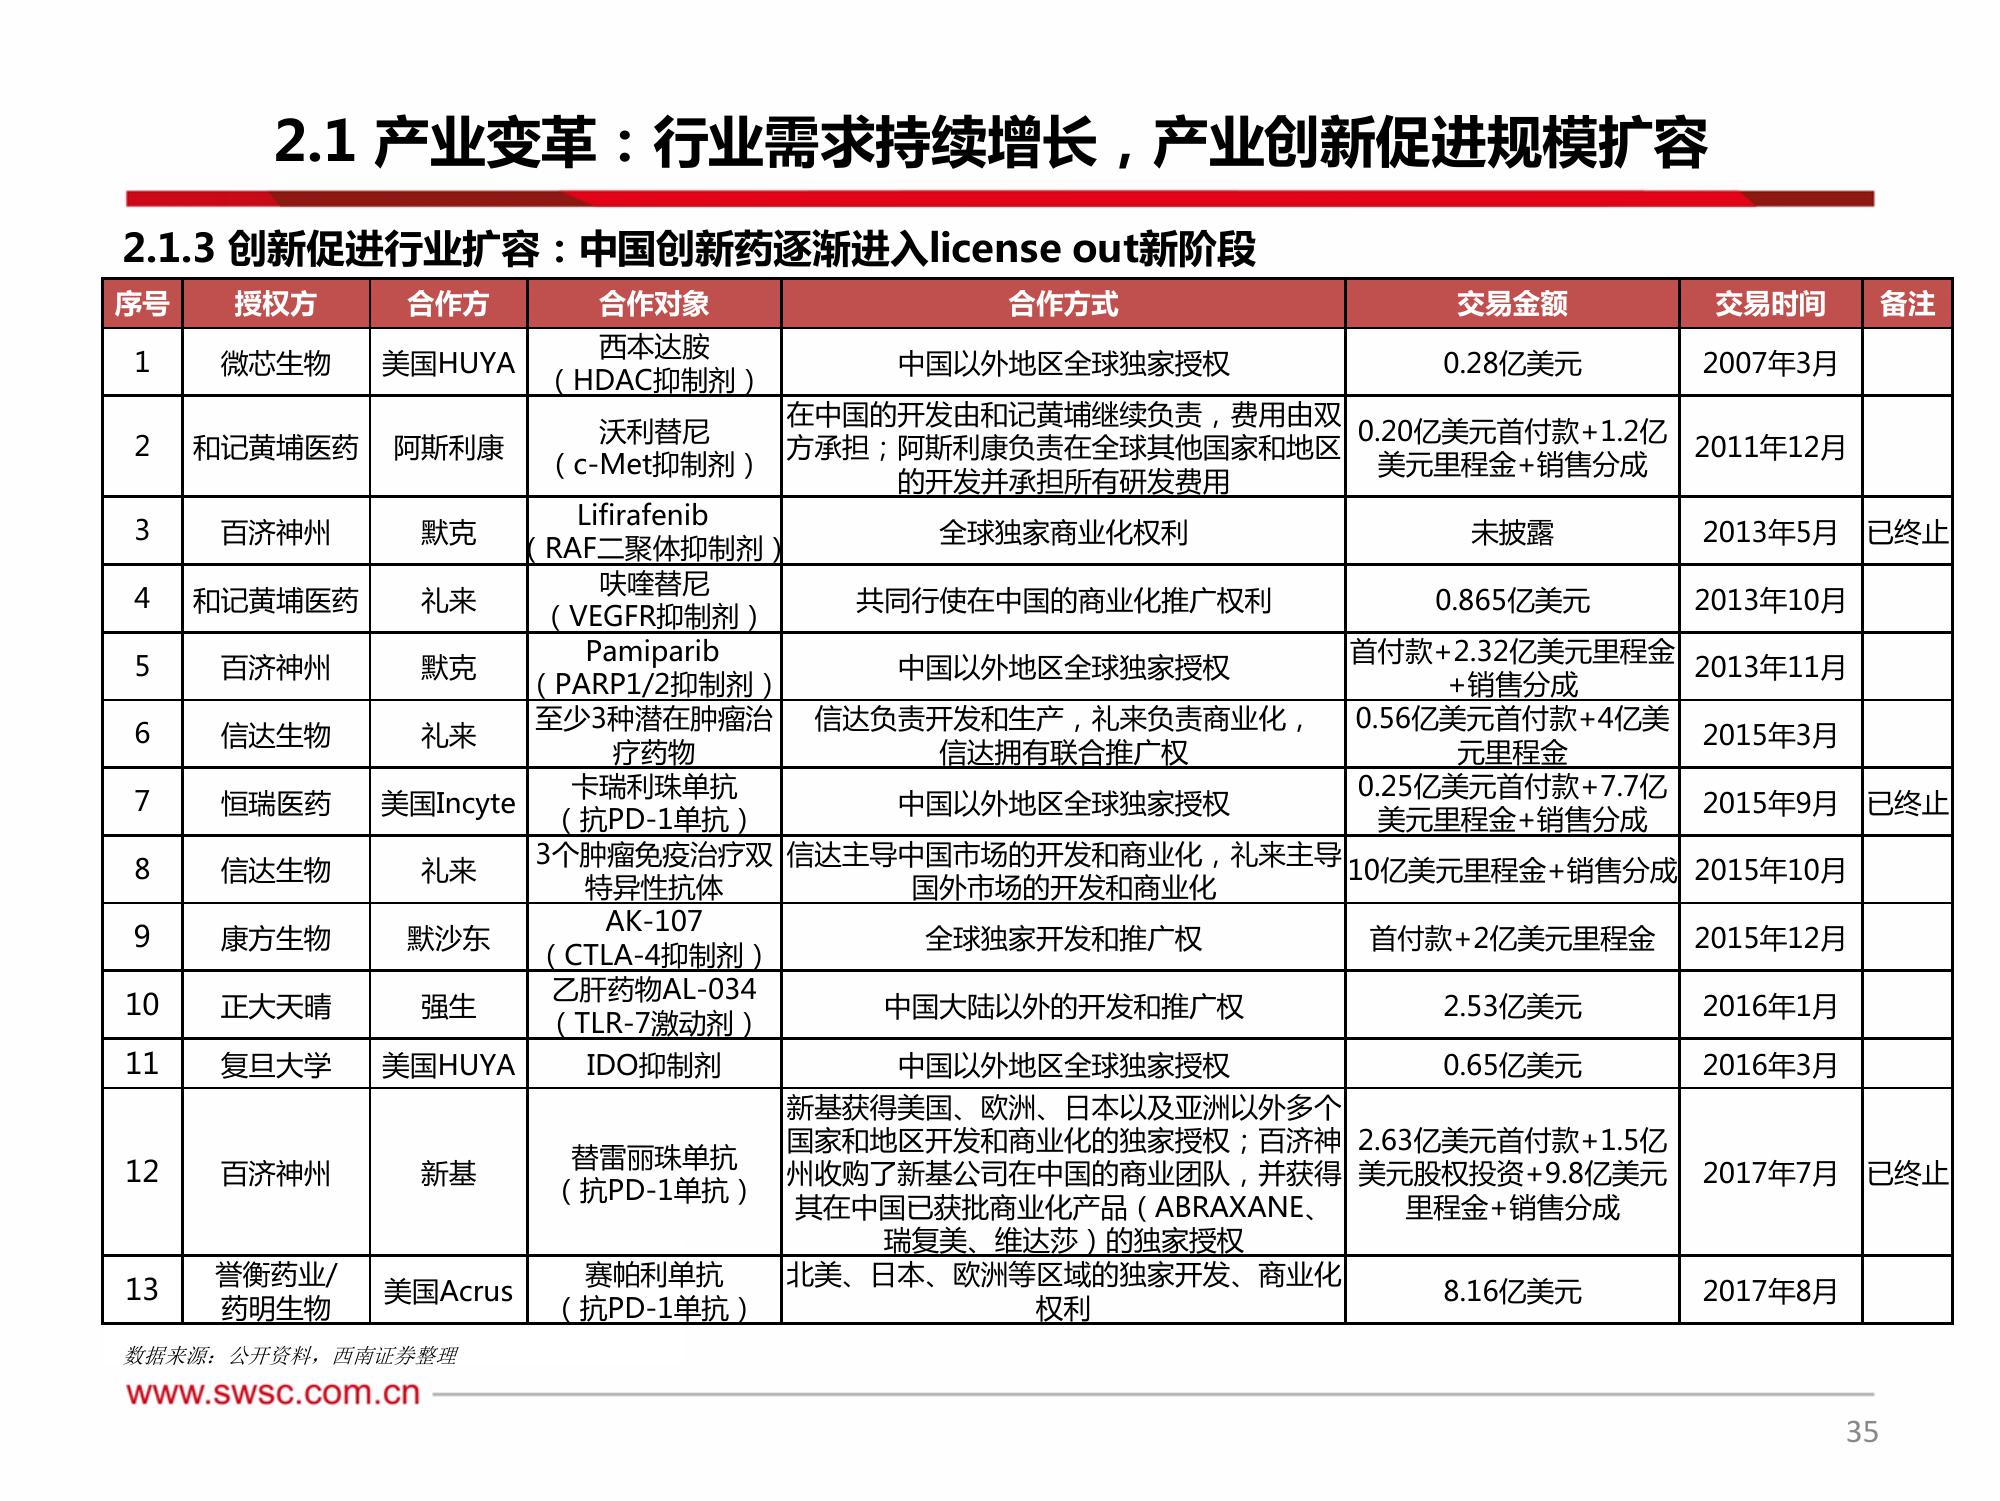 2.1 产业变革：行业需求持续增长，产业创新促进规模扩容
2.1.3 创新促进行业扩容：中国创新药逐渐进入license out新阶段
序号 授权方 合作方 合作对象 合作方式 交易金额 交易时间 备注
1 微芯生物 美国HUYA 西本达胺 中国以外地区全球独家授权 0.28亿美元 2007年3月
（HDAC抑制剂）
2 和记黄埔医药 阿斯利康 沃利替尼 在中国的开发由和记黄埔继续负责，费用由双 0.20亿美元首付款+1.2亿 2011年12月
（c-Met抑制剂） 方承担；阿斯利康负责在全球其他国家和地区 美元里程金+销售分成
的开发并承担所有研发费用
3 百济神州 默克 Lifirafenib 全球独家商业化权利 未披露 2013年5月 已终止
（RAF二聚体抑制剂）
4 和记黄埔医药 礼来 呋喹替尼 共同行使在中国的商业化推广权利 0.865亿美元 2013年10月
（VEGFR抑制剂）
5 百济神州 默克 Pamiparib 中国以外地区全球独家授权 首付款+2.32亿美元里程金 2013年11月
（PARP1/2抑制剂） +销售分成
6 信达生物 礼来 至少3种潜在肿瘤治 信达负责开发和生产，礼来负责商业化， 0.56亿美元首付款+4亿美 2015年3月
疗药物 信达拥有联合推广权 元里程金
7 恒瑞医药 美国Incyte 卡瑞利珠单抗 中国以外地区全球独家授权 0.25亿美元首付款+7.7亿 2015年9月 已终止
（抗PD-1单抗） 美元里程金+销售分成
8 信达生物 礼来 3个肿瘤免疫治疗双 信达主导中国市场的开发和商业化，礼来主导 10亿美元里程金+销售分成 2015年10月
特异性抗体 国外市场的开发和商业化
9 康方生物 默沙东 AK-107 全球独家开发和推广权 首付款+2亿美元里程金 2015年12月
（CTLA-4抑制剂）
10 正大天晴 强生 乙肝药物AL-034 中国大陆以外的开发和推广权 2.53亿美元 2016年1月
（TLR-7激动剂）
11 复旦大学 美国HUYA IDO抑制剂 中国以外地区全球独家授权 0.65亿美元 2016年3月
12 百济神州 新基 替雷丽珠单抗 新基获得美国、欧洲、日本以及亚洲以外多个 2.63亿美元首付款+1.5亿 2017年7月 已终止
（抗PD-1单抗） 国家和地区开发和商业化的独家授权；百济神 美元股权投资+9.8亿美元
州收购了新基公司在中国的商业团队，并获得 里程金+销售分成
其在中国已获批商业化产品（ABRAXANE、
瑞复美、维达莎）的独家授权
13 誉衡药业/ 美国Acrus 赛帕利单抗 北美、日本、欧洲等区域的独家开发、商业化 8.16亿美元 2017年8月
药明生物 （抗PD-1单抗） 权利
数据来源：公开资料，西南证券整理
www.swsc.com.cn
35